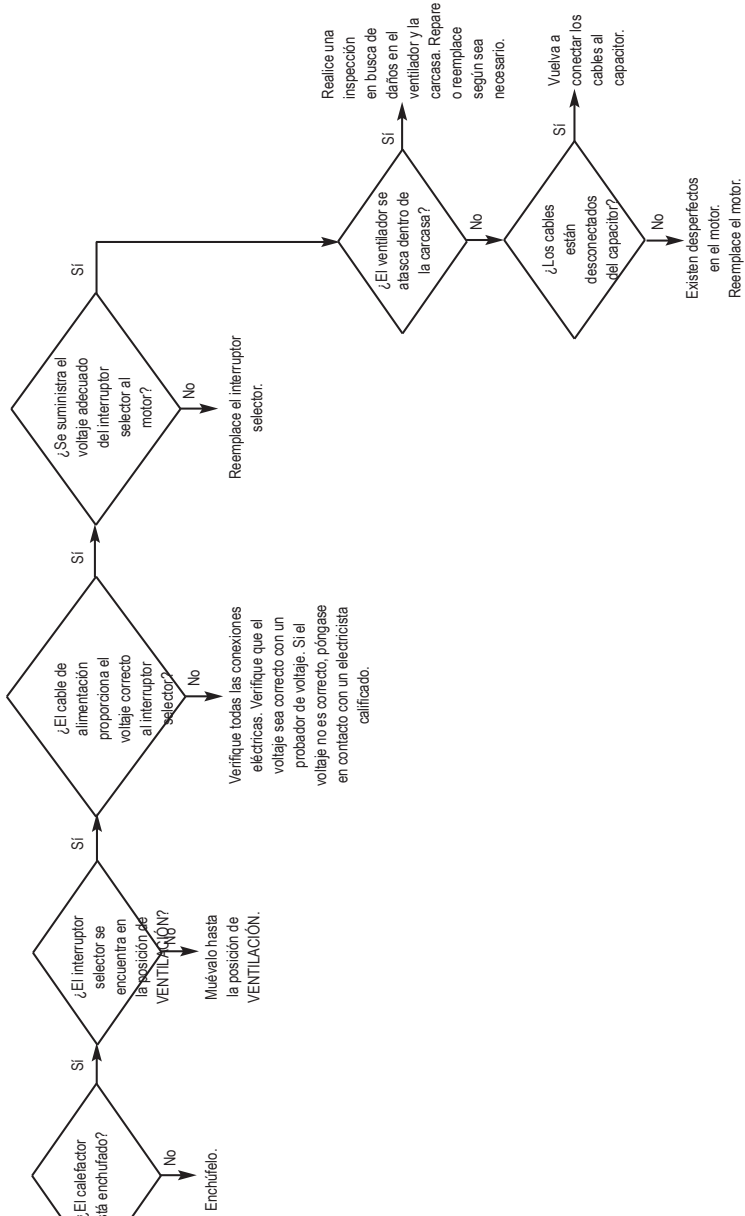 ¿El calefactor
está enchufado?
Sí
No
Enchúfelo.
¿El interruptor
selector se
encuentra en
la posición de
VENTILACIÓN?
Sí
No
Muévalo hasta
la posición de
VENTILACIÓN.
¿El cable de
alimentación
proporciona el
voltaje correcto
al interruptor
selector?
Sí
No
Verifique todas las conexiones
eléctricas. Verifique que el
voltaje sea correcto con un
probador de voltaje. Si el
voltaje no es correcto, póngase
en contacto con un electricista
calificado.
¿Se suministra el
voltaje adecuado
del interruptor
selector al
motor?
Sí
No
Reemplace el interruptor
selector.
¿El ventilador se
atasca dentro de
la carcasa?
Sí
Realice una
inspección
en busca de
daños en el
ventilador y la
carcasa. Repare
o reemplace
según sea
necesario.
No
¿Los cables
están
desconectados
del capacitor?
Sí
Vuelva a
conectar los
cables al
capacitor.
No
Existen desperfectos
en el motor.
Reemplace el motor.